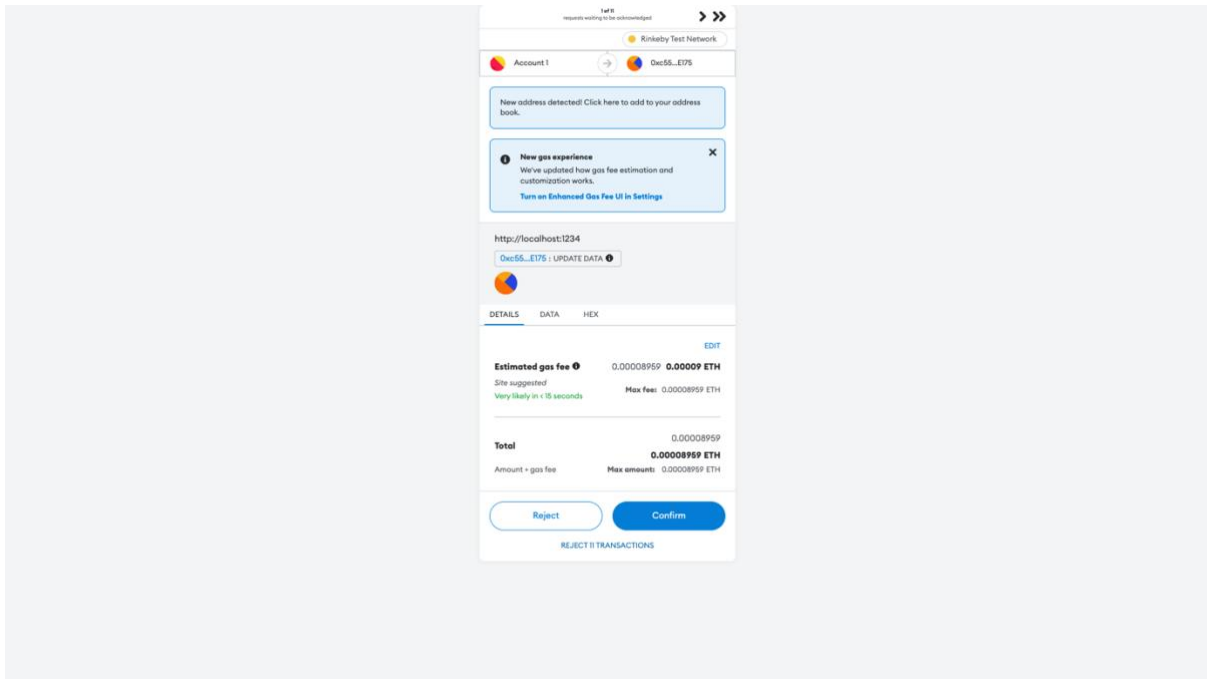 1 of 11
requests waiting to be acknowledged
Rinkeby Test Network
Account 1
0xc55...E175
New address detected! Click here to add to your address
book.
New gas experience
We've updated how gas fee estimation and
customization works.
Turn on Enhanced Gas Fee UI in Settings
http://localhost:1234
0xc55...E175 : UPDATE DATA
DETAILS DATA HEX
EDIT
Estimated gas fee 0.00008959 0.00009 ETH
Site suggested
Very likely in < 15 seconds
Max fee: 0.00008959 ETH
0.00008959
Total
0.00008959 ETH
Amount + gas fee Max amount: 0.00008959 ETH
Reject Confirm
REJECT 11 TRANSACTIONS